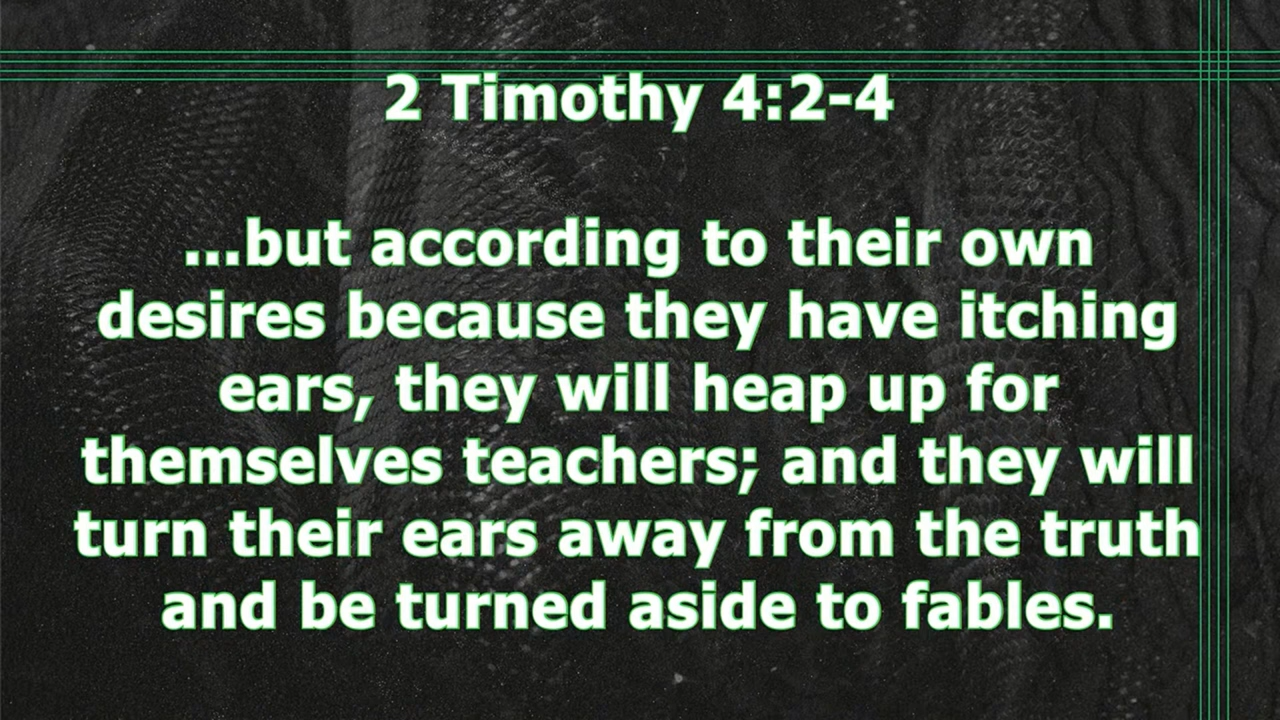 2 Timothy 4:2-4
...but according to their own
desires because they have itching
ears, they will heap up for
themselves teachers; and they will
turn their ears away from the truth
and be turned aside to fables.